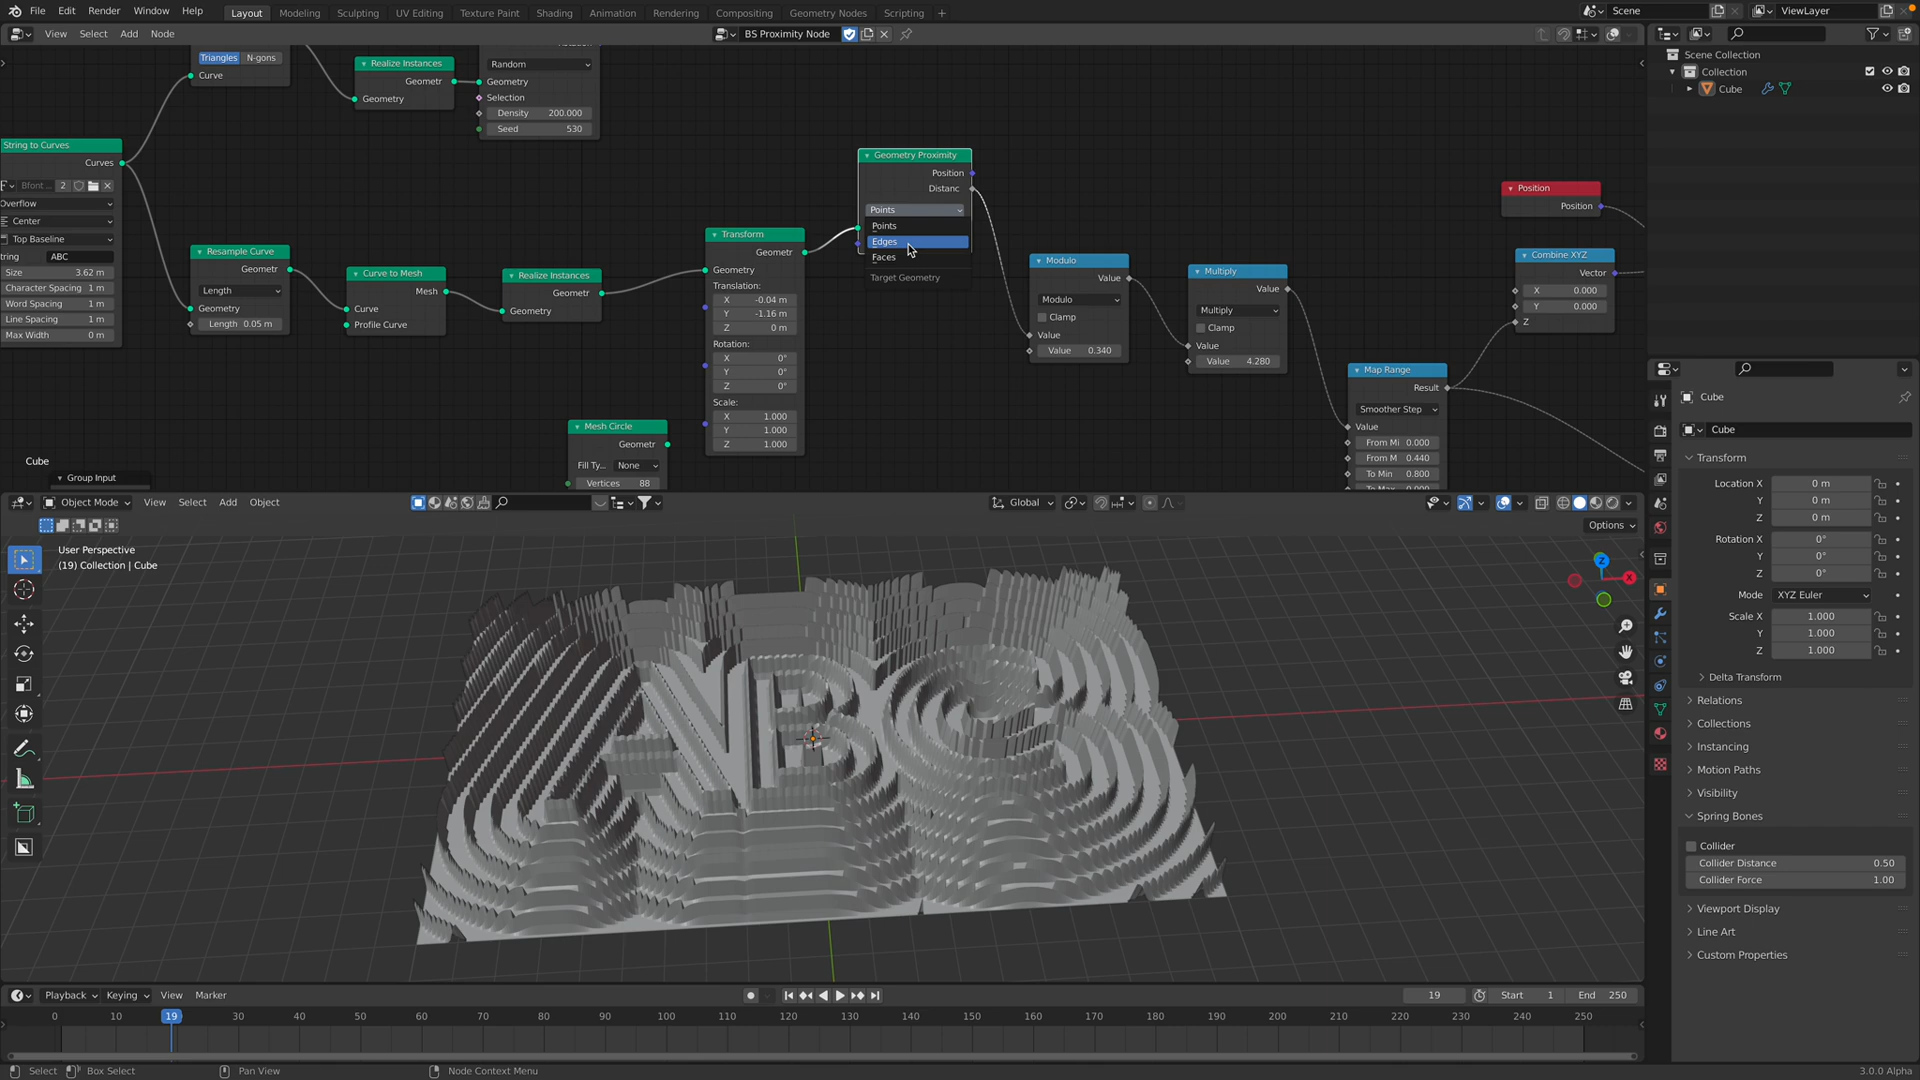 File Edit Render Window Help Layout Modeling Sculpting UV Editing Texture Paint Shading Animation Rendering Compositing Geometry Nodes Scripting + Scene ViewLayer
View Select Add Node BS Proximity Node
Triangles N-gons
Curve
Realize Instances
Geometr
Geometry
Random
Geometry
Selection
Density 200.000
Seed 530
String to Curves
Curves
Bfont ... 2
Overflow
Center
Top Baseline
ring ABC
Size 3.62 m
Character Spacing 1 m
Word Spacing 1 m
Line Spacing 1 m
Max Width 0 m
Resample Curve
Geometr
Length
Geometry
Length 0.05 m
Curve to Mesh
Mesh
Curve
Profile Curve
Realize Instances
Geometr
Geometry
Transform
Geometr
Geometry
Translation:
X -0.04 m
Y -1.16 m
Z 0 m
Rotation:
X 0°
Y 0°
Z 0°
Scale:
X 1.000
Y 1.000
Z 1.000
Mesh Circle
Geometr
Fill Ty... None
Vertices 88
Geometry Proximity
Position
Distanc
Points
Points
Edges
Faces
Target Geometry
Modulo
Value
Modulo
Clamp
Value
Value 0.340
Multiply
Value
Multiply
Clamp
Value
Value 4.280
Map Range
Result
Smoother Step
Value
From Mi 0.000
From M 0.440
To Min 0.800
Position
Position
Combine XYZ
Vector
X 0.000
Y 0.000
Z
Cube
Group Input
Scene Collection
Collection
Cube
Cube
Cube
Transform
Location X 0 m
Y 0 m
Z 0 m
Rotation X 0°
Y 0°
Z 0°
Mode XYZ Euler
Scale X 1.000
Y 1.000
Z 1.000
Delta Transform
Relations
Collections
Instancing
Motion Paths
Visibility
Spring Bones
Collider
Collider Distance 0.50
Collider Force 1.00
Viewport Display
Line Art
Custom Properties
Object Mode View Select Add Object Global
Options
User Perspective
(19) Collection | Cube
Z
X
Playback Keying View Marker 19 Start 1 End 250
0 10 19 30 40 50 60 70 80 90 100 110 120 130 140 150 160 170 180 190 200 210 220 230 240 250
Select Box Select Pan View Node Context Menu 3.0.0 Alpha